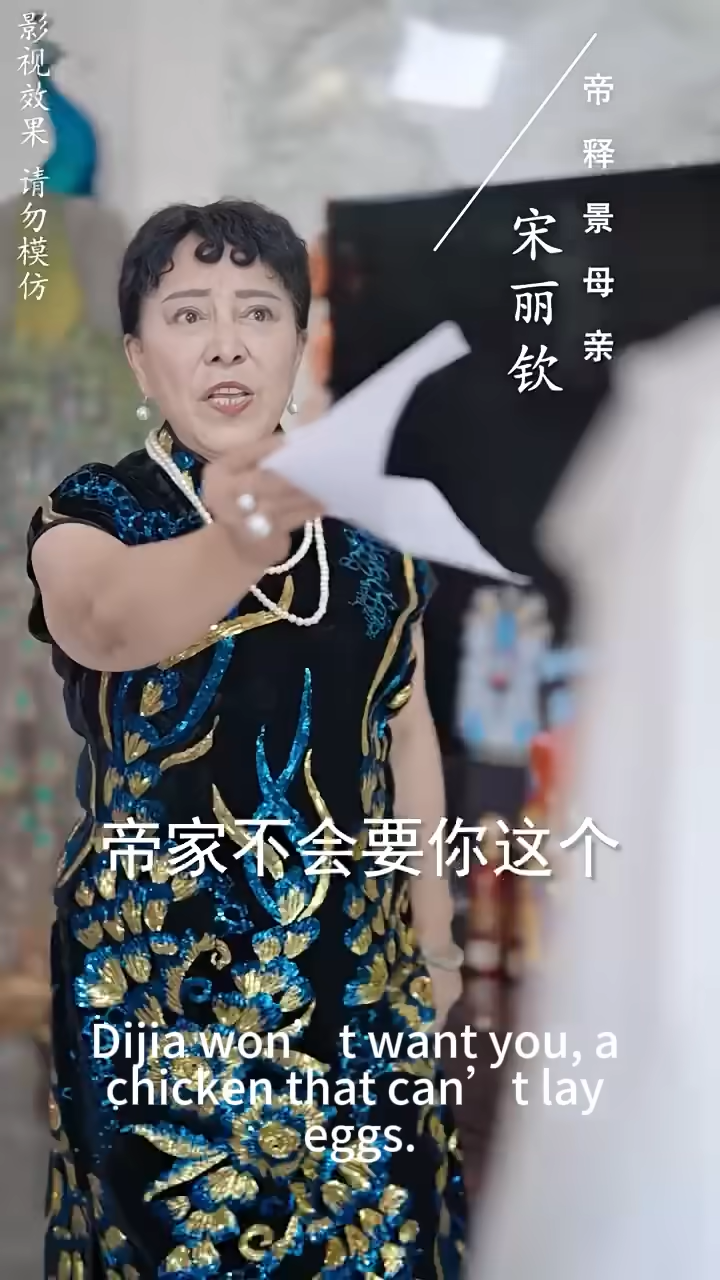 影视效果 请勿模仿
帝释景母亲
宋丽钦
帝家不会要你这个
Dijia won’t want you, a
chicken that can’t lay
eggs.